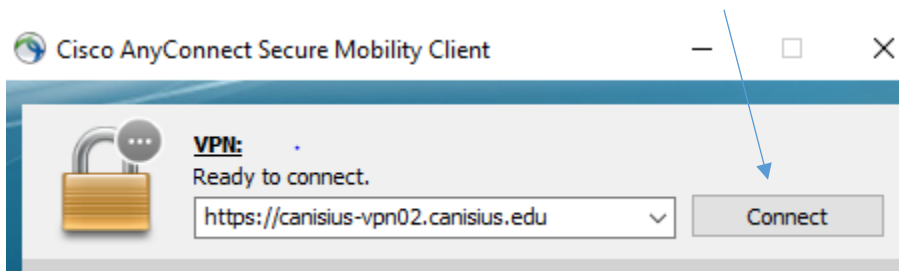 Cisco AnyConnect Secure Mobility Client
VPN:
Ready to connect.
https://canisius-vpn02.canisius.edu
Connect